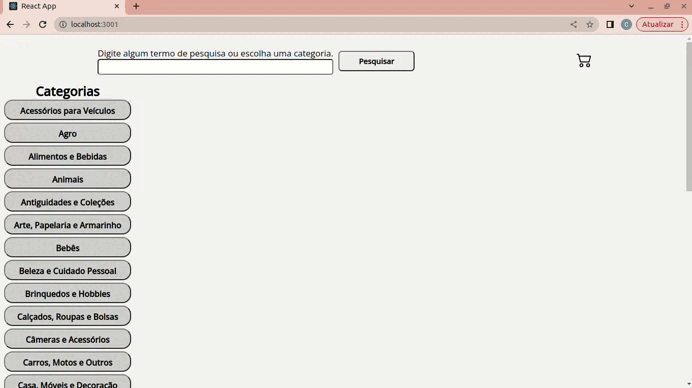 React App
localhost:3001
C
Atualizar
Digite algum termo de pesquisa ou escolha uma categoria.
Pesquisar
Categorias
Acessórios para Veículos
Agro
Alimentos e Bebidas
Animais
Antiguidades e Coleções
Arte, Papelaria e Armarinho
Bebês
Beleza e Cuidado Pessoal
Brinquedos e Hobbies
Calçados, Roupas e Bolsas
Câmeras e Acessórios
Carros, Motos e Outros
Casa, Móveis e Decoração